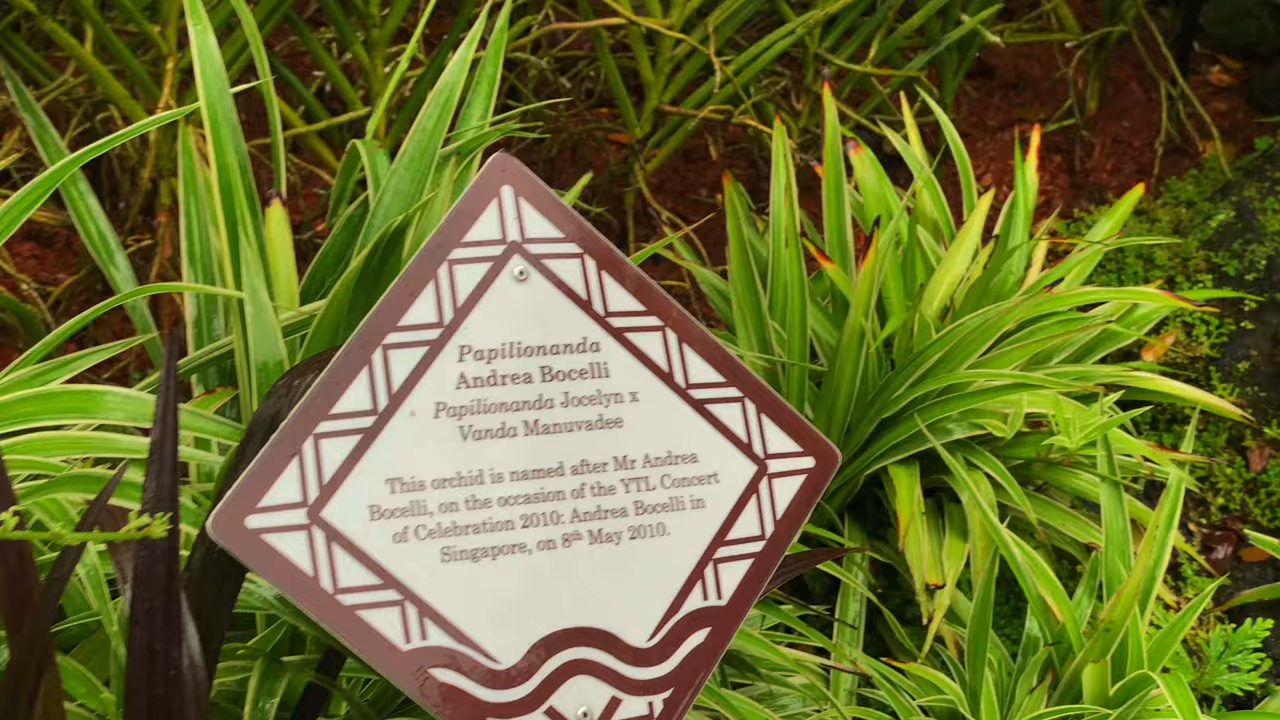 Papilionanda
Andrea Bocelli
Papilionanda Jocelyn x
Vanda Manuvadee
This orchid is named after Mr Andrea
Bocelli, on the occasion of the YTL Concert
of Celebration 2010: Andrea Bocelli in
Singapore, on 8th May 2010.